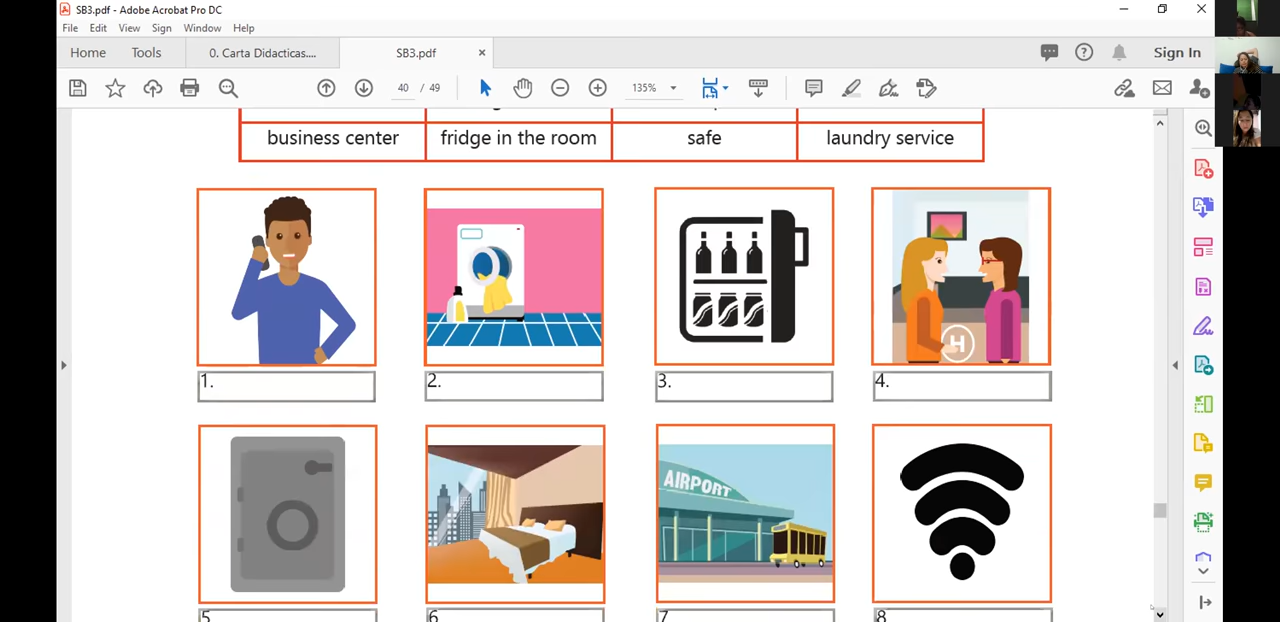 SB3.pdf - Adobe Acrobat Pro DC
File Edit View Sign Window Help
Home Tools 0. Carta Didacticas.... SB3.pdf Sign In
40 / 49 135%
business center fridge in the room safe laundry service
1. 2. 3. 4.
H
AIRPORT
5 6 7 8